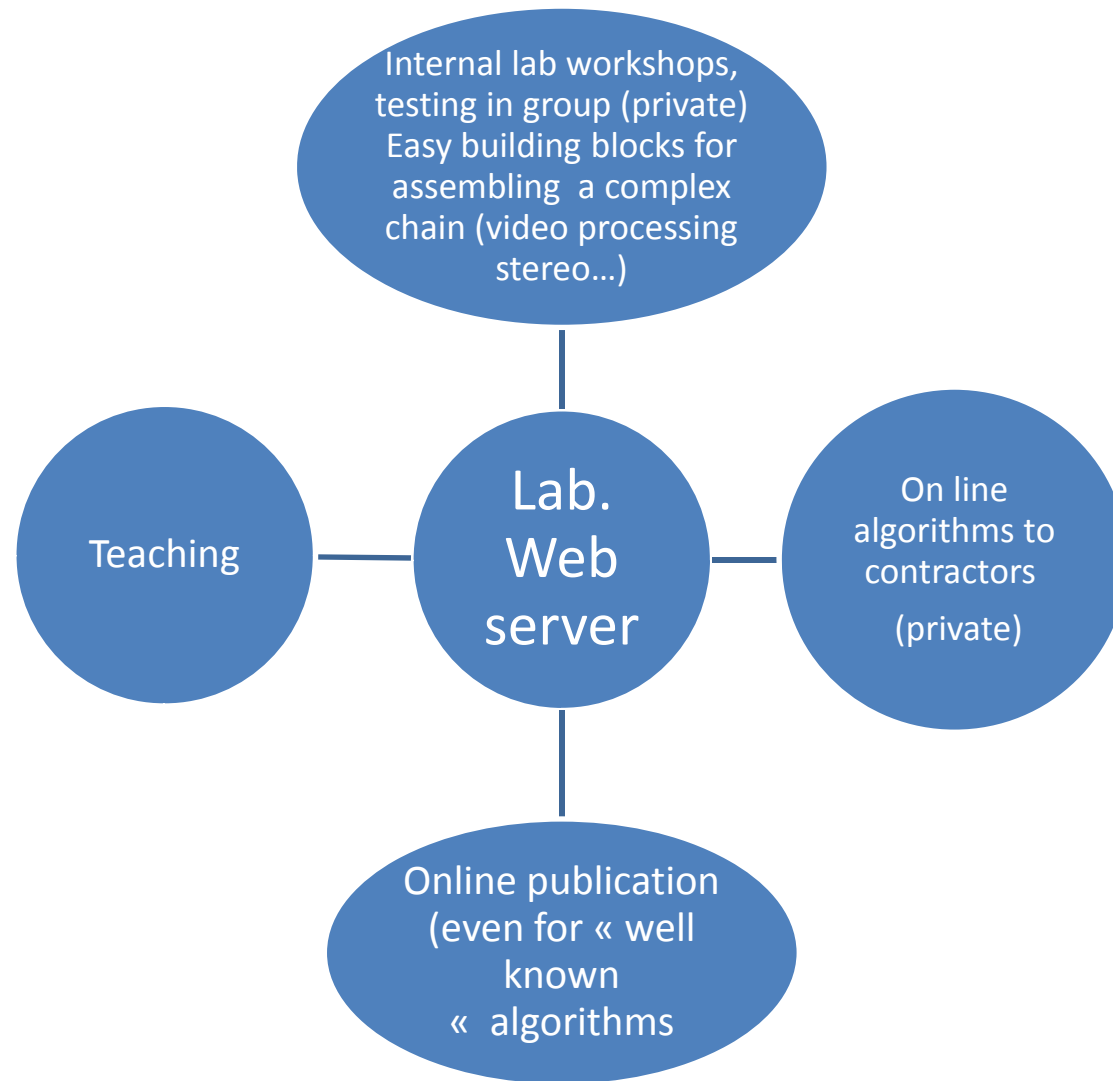 Internal lab workshops,
testing in group (private)
Easy building blocks for
assembling a complex
chain (video processing
stereo...)
Teaching
Lab.
Web
server
On line
algorithms to
contractors
(private)
Online publication
(even for « well
known
« algorithms